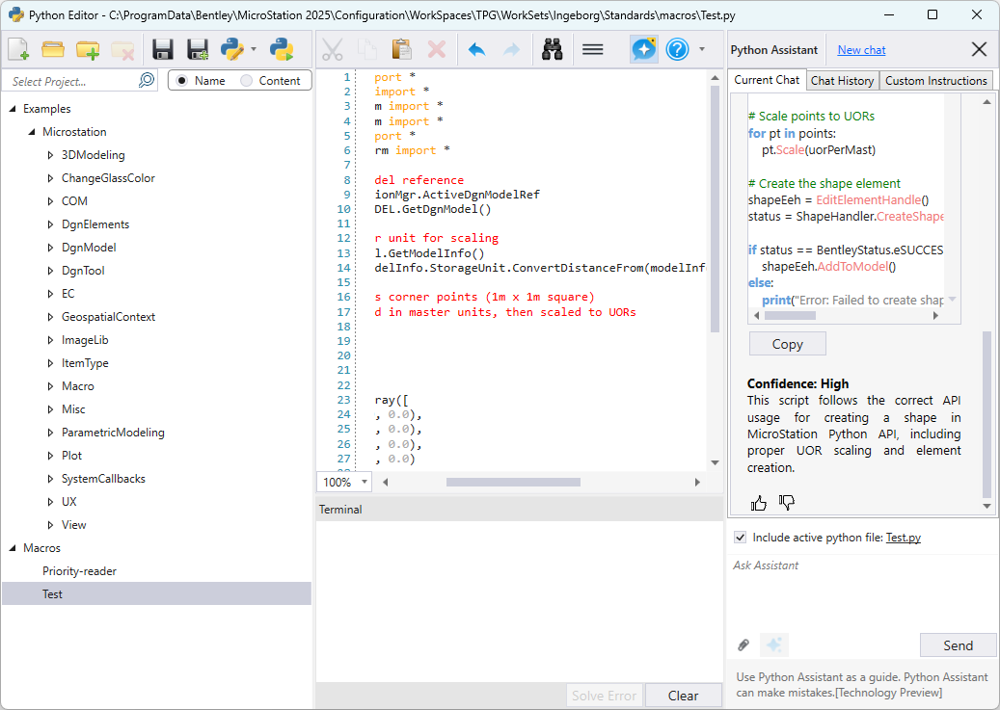 Python Editor - C:\ProgramData\Bentley\MicroStation 2025\Configuration\WorkSpaces\TPG\WorkSets\Ingeborg\Standards\macros\Test.py
Select Project...
Name
Content
Examples
Microstation
3DModeling
ChangeGlassColor
COM
DgnElements
DgnModel
DgnTool
EC
GeospatialContext
ImageLib
ItemType
Macro
Misc
ParametricModeling
Plot
SystemCallbacks
UX
View
Macros
Priority-reader
Test
1 port *
2 import *
3 m import *
4 m import *
5 port *
6 rm import *
7
8 del reference
9 ionMgr.ActiveDgnModelRef
10 DEL.GetDgnModel()
11
12 r unit for scaling
13 l.GetModelInfo()
14 delInfo.StorageUnit.ConvertDistanceFrom(modelInf
15
16 s corner points (1m x 1m square)
17 d in master units, then scaled to UORs
18
19
20
21
22
23 ray([
24 , 0.0),
25 , 0.0),
26 , 0.0),
27 , 0.0)
100%
Terminal
Solve Error
Clear
Python Assistant
New chat
Current Chat
Chat History
Custom Instructions
# Scale points to UORs
for pt in points:
pt.Scale(uorPerMast)
# Create the shape element
shapeEeh = EditElementHandle()
status = ShapeHandler.CreateShape
if status == BentleyStatus.eSUCCES
shapeEeh.AddToModel()
else:
print("Error: Failed to create shap
Copy
Confidence: High
This script follows the correct API
usage for creating a shape in
MicroStation Python API, including
proper UOR scaling and element
creation.
Include active python file: Test.py
Ask Assistant
Send
Use Python Assistant as a guide. Python Assistant
can make mistakes.[Technology Preview]